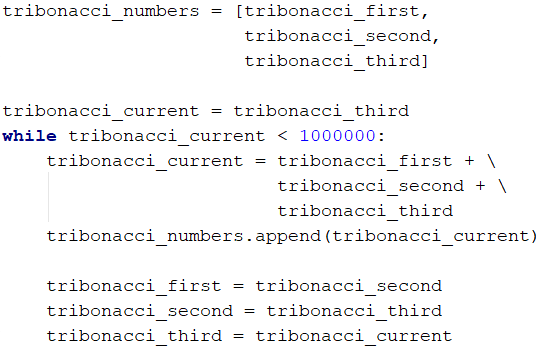 tribonacci_numbers = [tribonacci_first,
                      tribonacci_second,
                      tribonacci_third]

tribonacci_current = tribonacci_third
while tribonacci_current < 1000000:
    tribonacci_current = tribonacci_first + \
                         tribonacci_second + \
                         tribonacci_third
    tribonacci_numbers.append(tribonacci_current)

    tribonacci_first = tribonacci_second
    tribonacci_second = tribonacci_third
    tribonacci_third = tribonacci_current